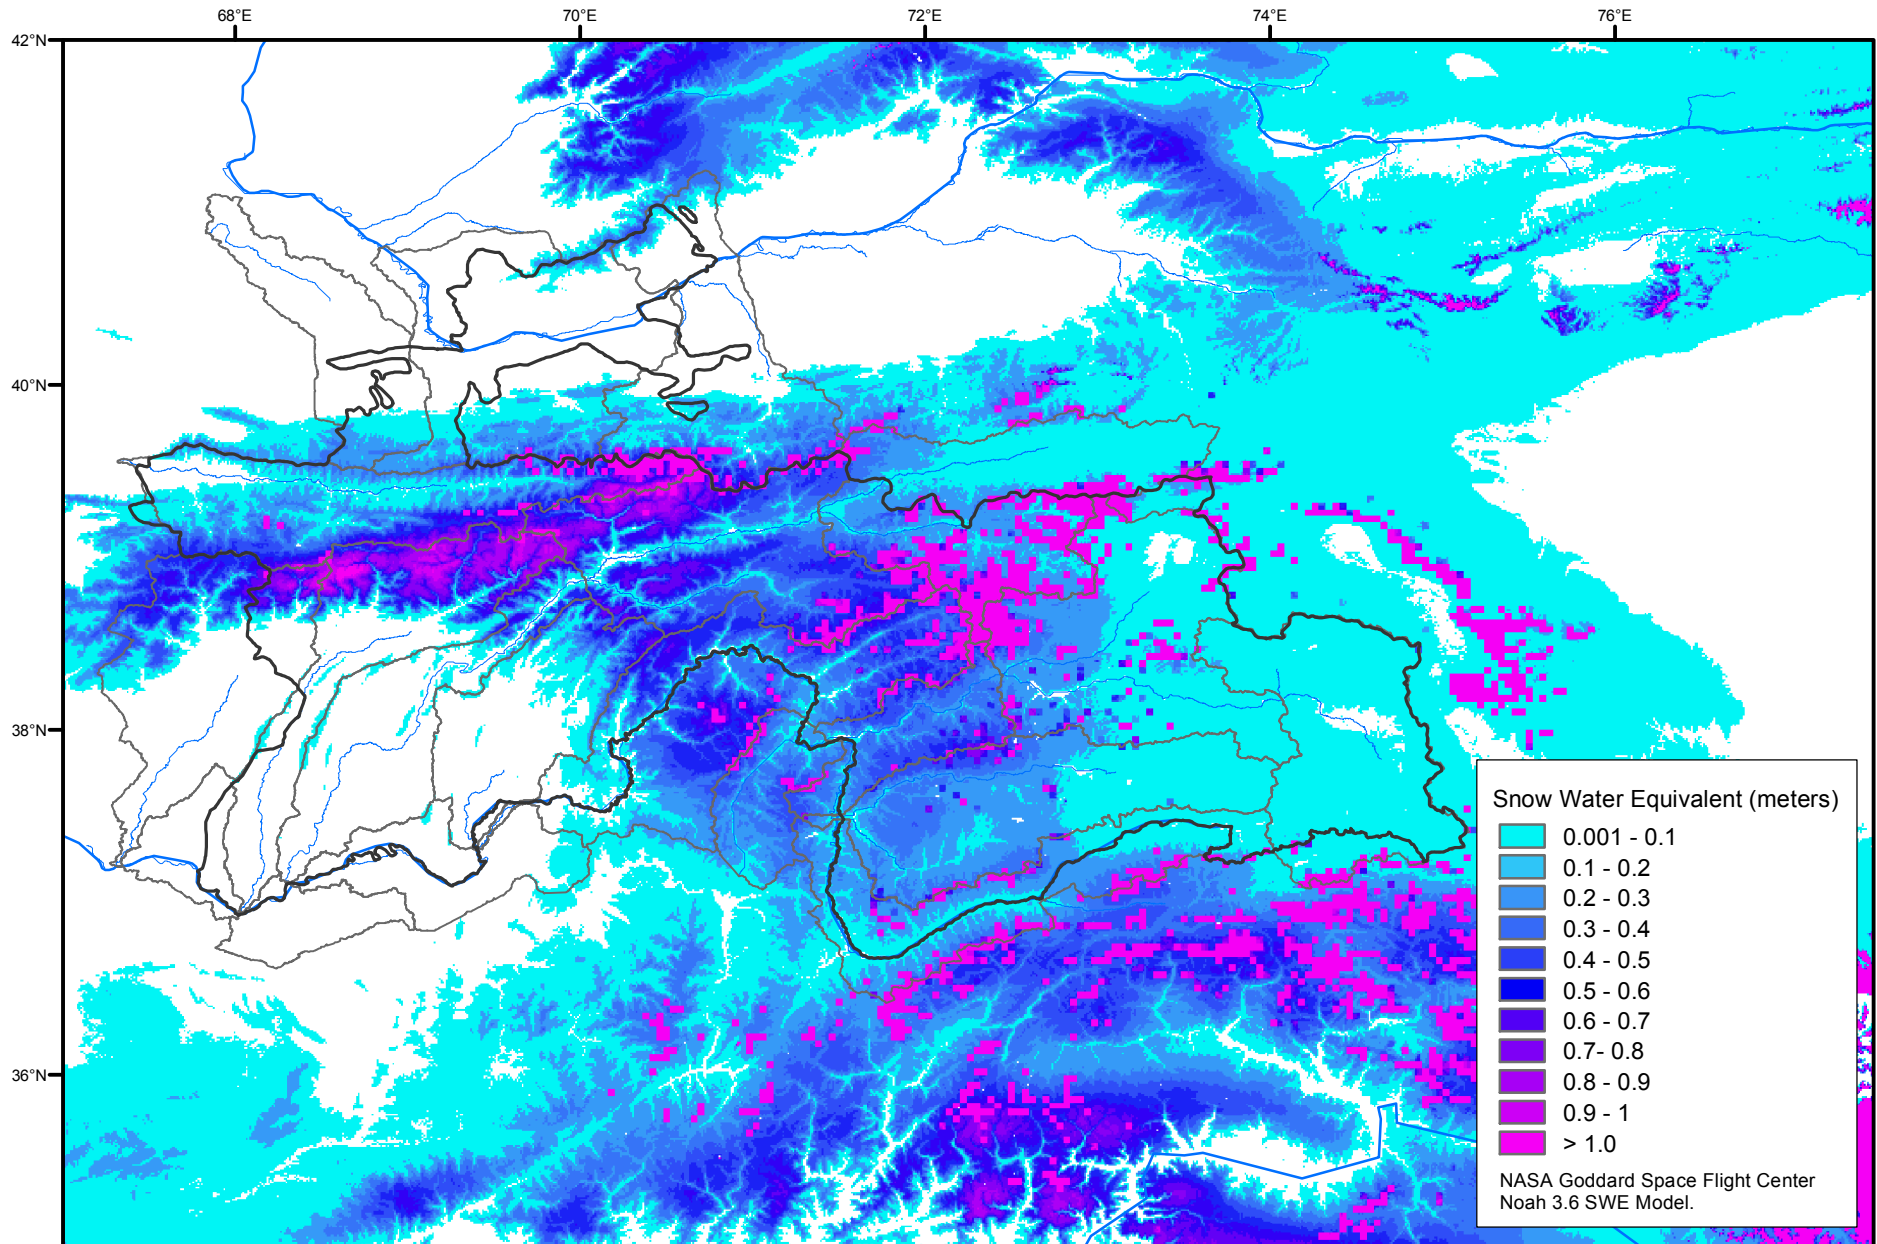 68°E
70°E
72°E
74°E
76°E
42°N
40°N
38°N
36°N
Snow Water Equivalent (meters)
0.001 - 0.1
0.1 - 0.2
0.2 - 0.3
0.3 - 0.4
0.4 - 0.5
0.5 - 0.6
0.6 - 0.7
0.7- 0.8
0.8 - 0.9
0.9 - 1
> 1.0
NASA Goddard Space Flight Center
Noah 3.6 SWE Model.